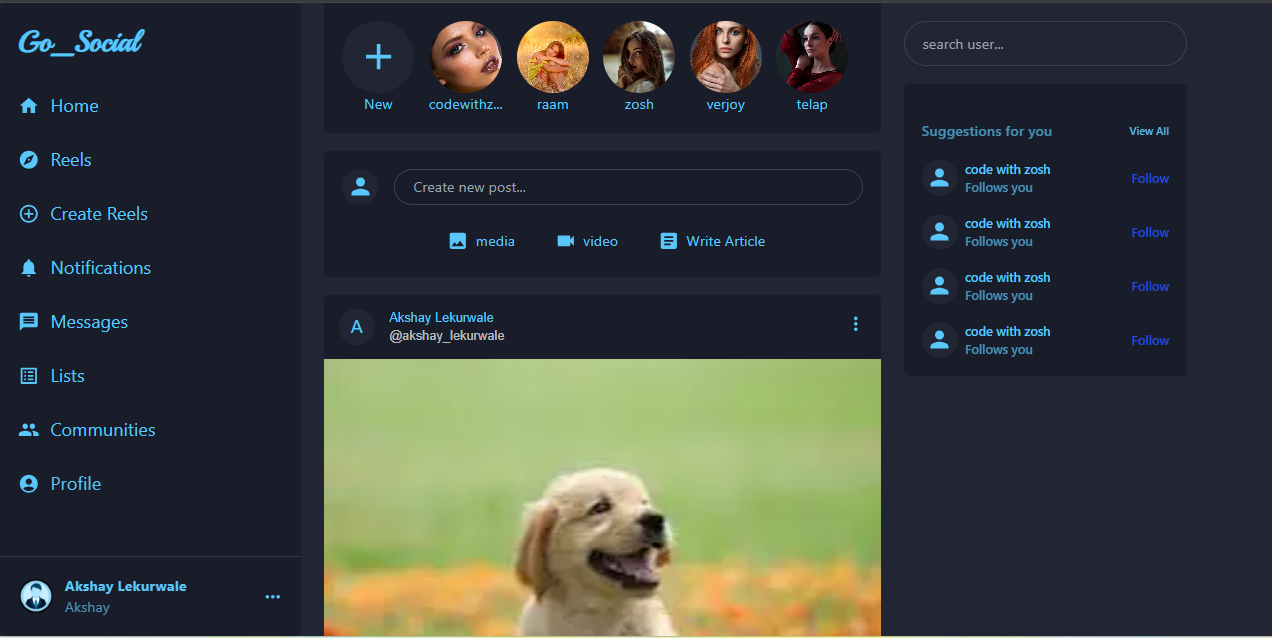 Go_Social
Home
Reels
Create Reels
Notifications
Messages
Lists
Communities
Profile
Akshay Lekurwale
Akshay
New
codewithz...
raam
zosh
verjoy
telap
Create new post...
media
video
Write Article
A
Akshay Lekurwale
@akshay_lekurwale
search user...
Suggestions for you
View All
code with zosh
Follows you
Follow
code with zosh
Follows you
Follow
code with zosh
Follows you
Follow
code with zosh
Follows you
Follow